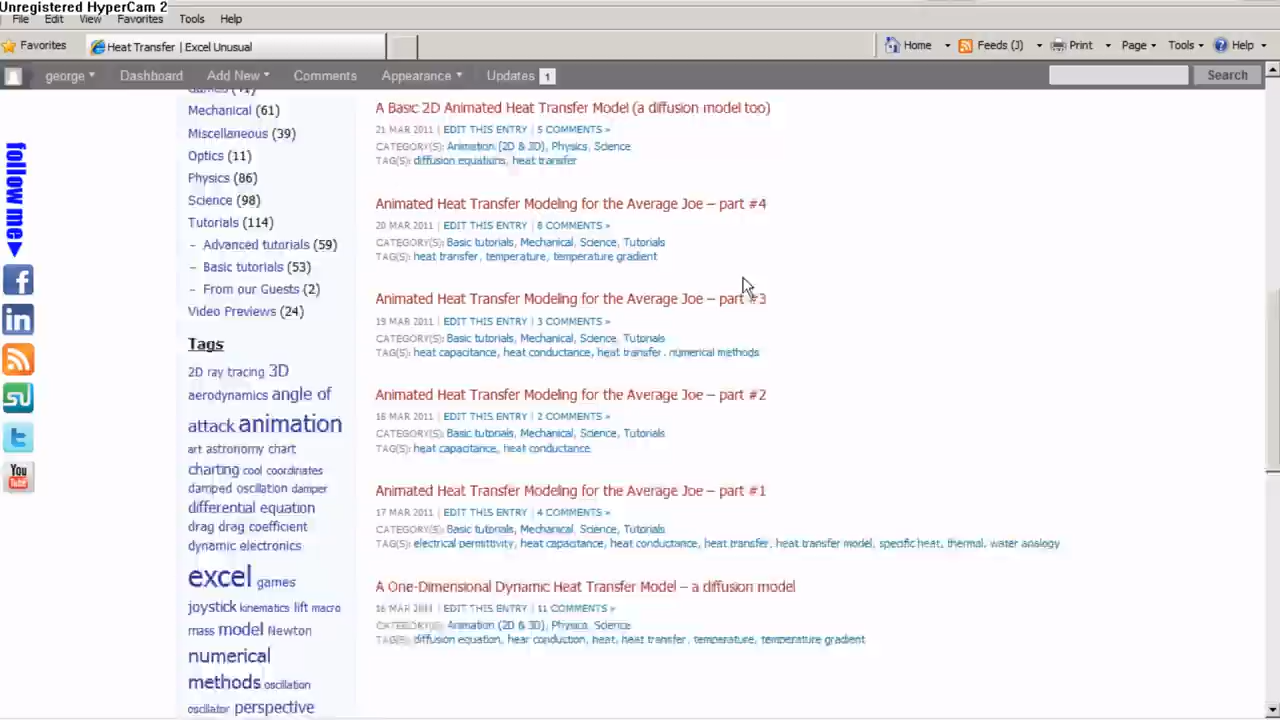 Unregistered HyperCam 2
File Edit View Favorites Tools Help
Favorites Heat Transfer | Excel Unusual Home Feeds (J) Print Page Tools Help
george Dashboard Add New Comments Appearance Updates 1 Search
Mechanical (61)
Miscellaneous (39)
Optics (11)
Physics (86)
Science (98)
Tutorials (114)
– Advanced tutorials (59)
– Basic tutorials (53)
– From our Guests (2)
Video Previews (24)
Tags
2D ray tracing 3D
aerodynamics angle of
attack animation
art astronomy chart
charting cool coordinates
damped oscillation damper
differential equation
drag drag coefficient
dynamic electronics
excel games
joystick kinematics lift macro
mass model Newton
numerical
methods oscillation
oscillator perspective
A Basic 2D Animated Heat Transfer Model (a diffusion model too)
21 MAR 2011 | EDIT THIS ENTRY | 5 COMMENTS »
CATEGORY(S): Animation (2D & 3D), Physics, Science
TAG(S): diffusion equations, heat transfer
Animated Heat Transfer Modeling for the Average Joe – part #4
20 MAR 2011 | EDIT THIS ENTRY | 8 COMMENTS »
CATEGORY(S): Basic tutorials, Mechanical, Science, Tutorials
TAG(S): heat transfer, temperature, temperature gradient
Animated Heat Transfer Modeling for the Average Joe – part #3
19 MAR 2011 | EDIT THIS ENTRY | 3 COMMENTS »
CATEGORY(S): Basic tutorials, Mechanical, Science, Tutorials
TAG(S): heat capacitance, heat conductance, heat transfer, numerical methods
Animated Heat Transfer Modeling for the Average Joe – part #2
18 MAR 2011 | EDIT THIS ENTRY | 2 COMMENTS »
CATEGORY(S): Basic tutorials, Mechanical, Science, Tutorials
TAG(S): heat capacitance, heat conductance
Animated Heat Transfer Modeling for the Average Joe – part #1
17 MAR 2011 | EDIT THIS ENTRY | 4 COMMENTS »
CATEGORY(S): Basic tutorials, Mechanical, Science, Tutorials
TAG(S): electrical permittivity, heat capacitance, heat conductance, heat transfer, heat transfer model, specific heat, thermal, water analogy
A One-Dimensional Dynamic Heat Transfer Model – a diffusion model
16 MAR 2011 | EDIT THIS ENTRY | 11 COMMENTS »
CATEGORY(S): Animation (2D & 3D), Physics, Science
TAG(S): diffusion equation, hear conduction, heat, heat transfer, temperature, temperature gradient
follow me
You Tube